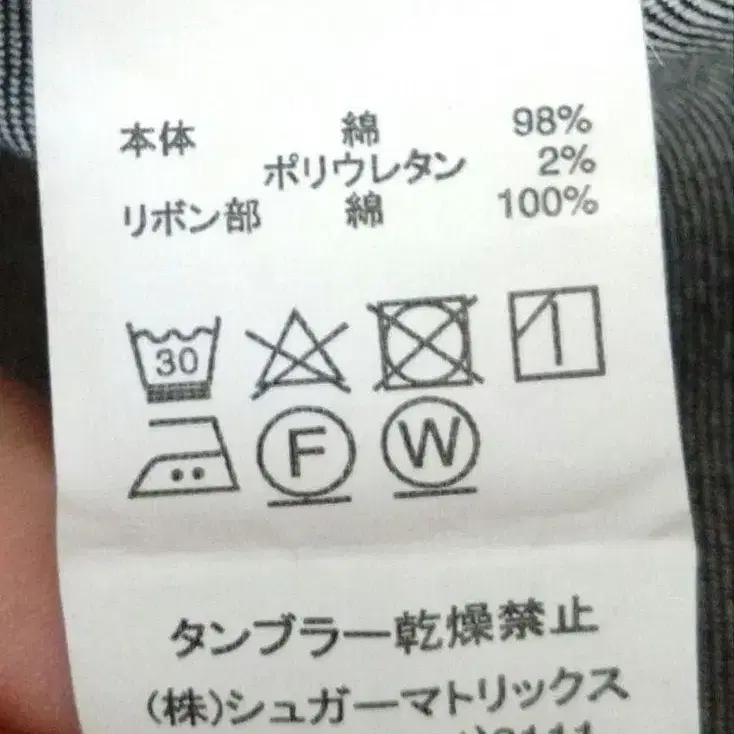 本体 綿 98%
ポリウレタン 2%
リボン部 綿 100%
30
F W
タンブラー乾燥禁止
(株)シュガーマトリックス